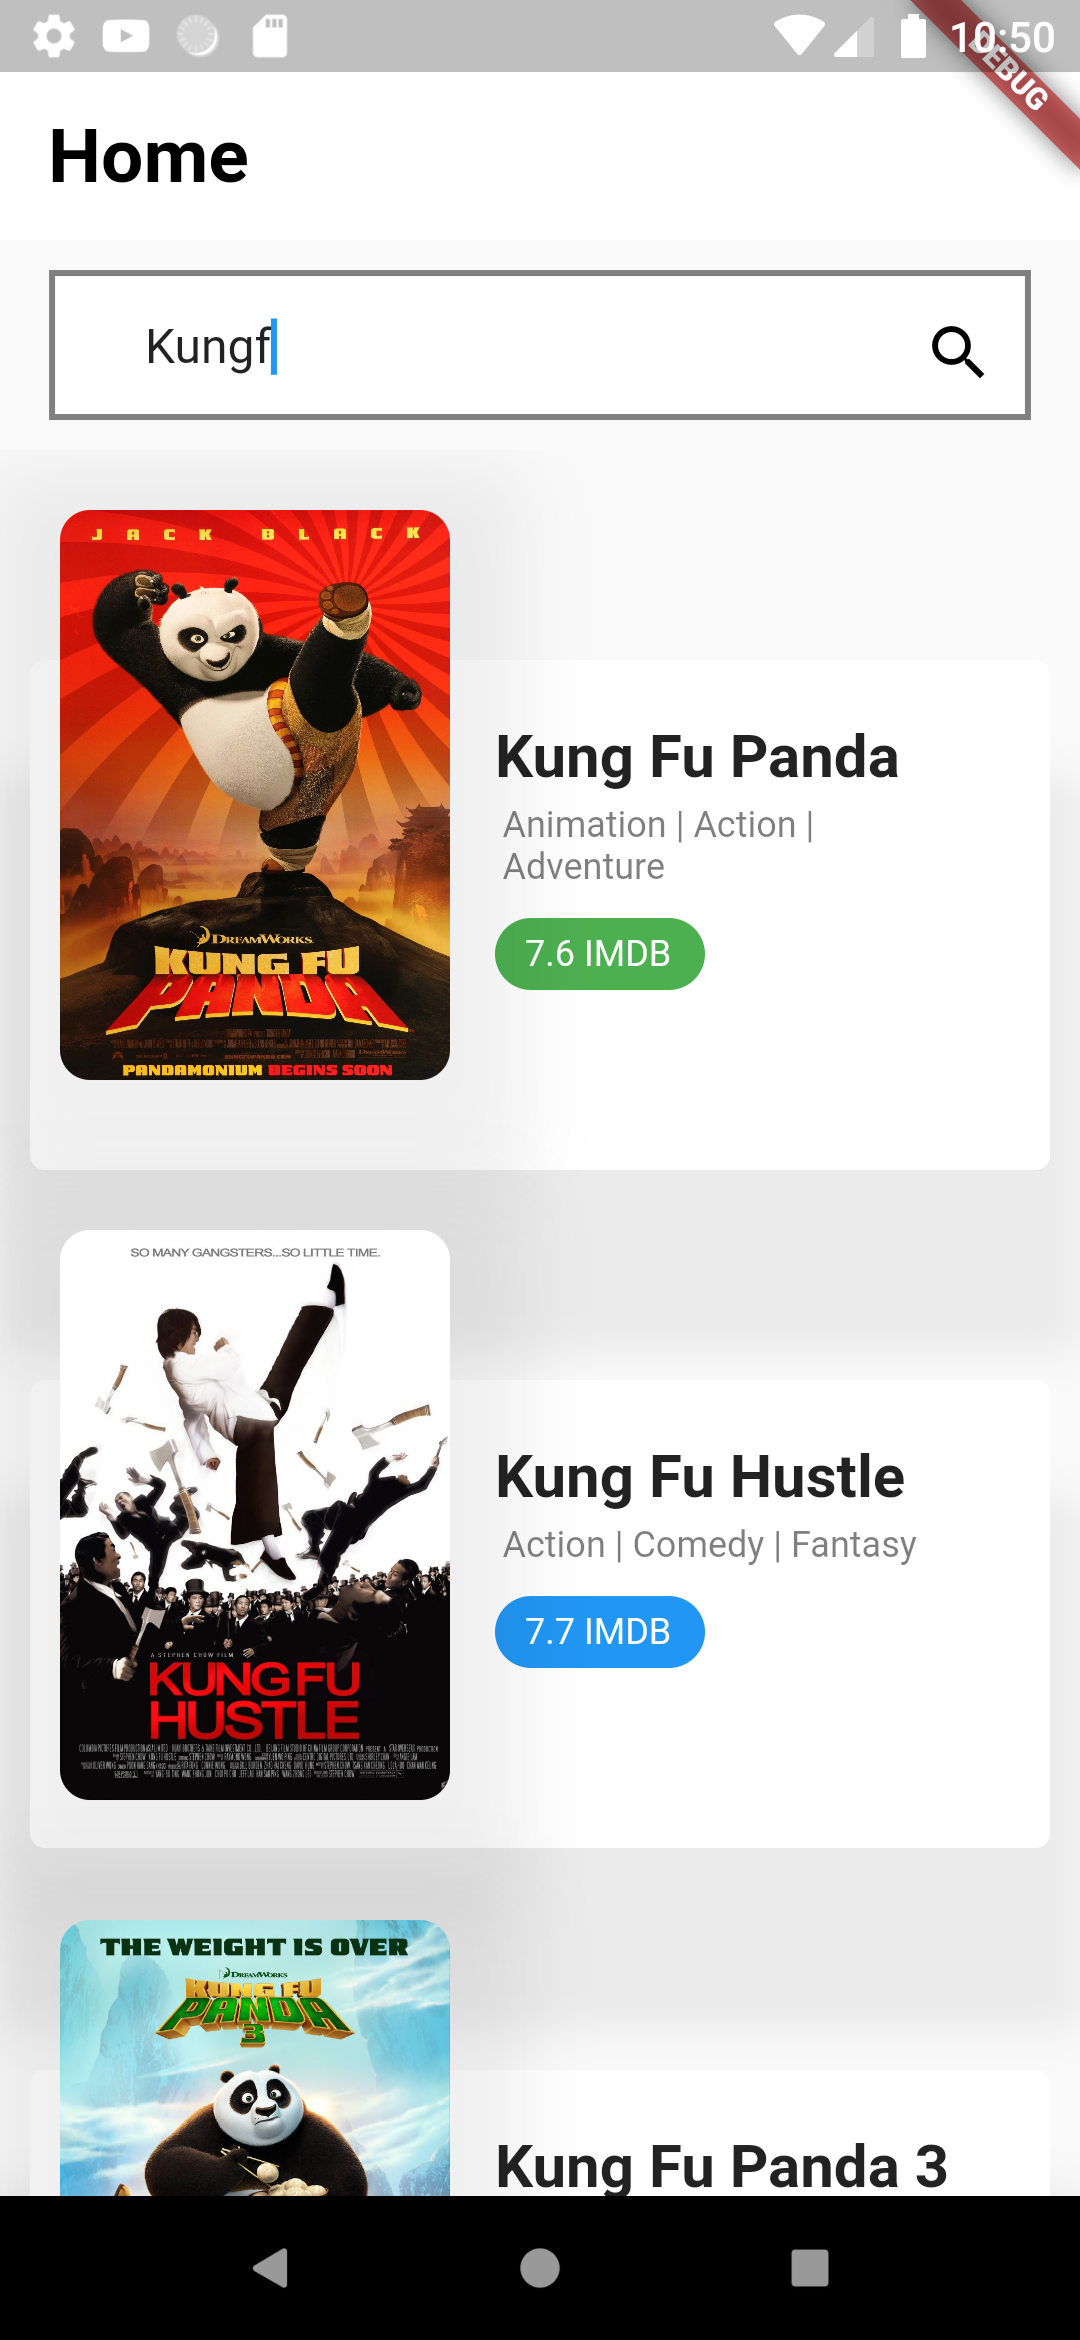 10:50
DEBUG
Home
Kungf
JACK BLACK
DREAMWORKS
KUNG FU
PANDA
PANDAMONIUM BEGINS SOON
Kung Fu Panda
Animation | Action |
Adventure
7.6 IMDB
SO MANY GANGSTERS...SO LITTLE TIME.
A STEPHEN CHOW FILM
KUNG FU
HUSTLE
Kung Fu Hustle
Action | Comedy | Fantasy
7.7 IMDB
THE WEIGHT IS OVER
DREAMWORKS
KUNG FU
PANDA
3
Kung Fu Panda 3